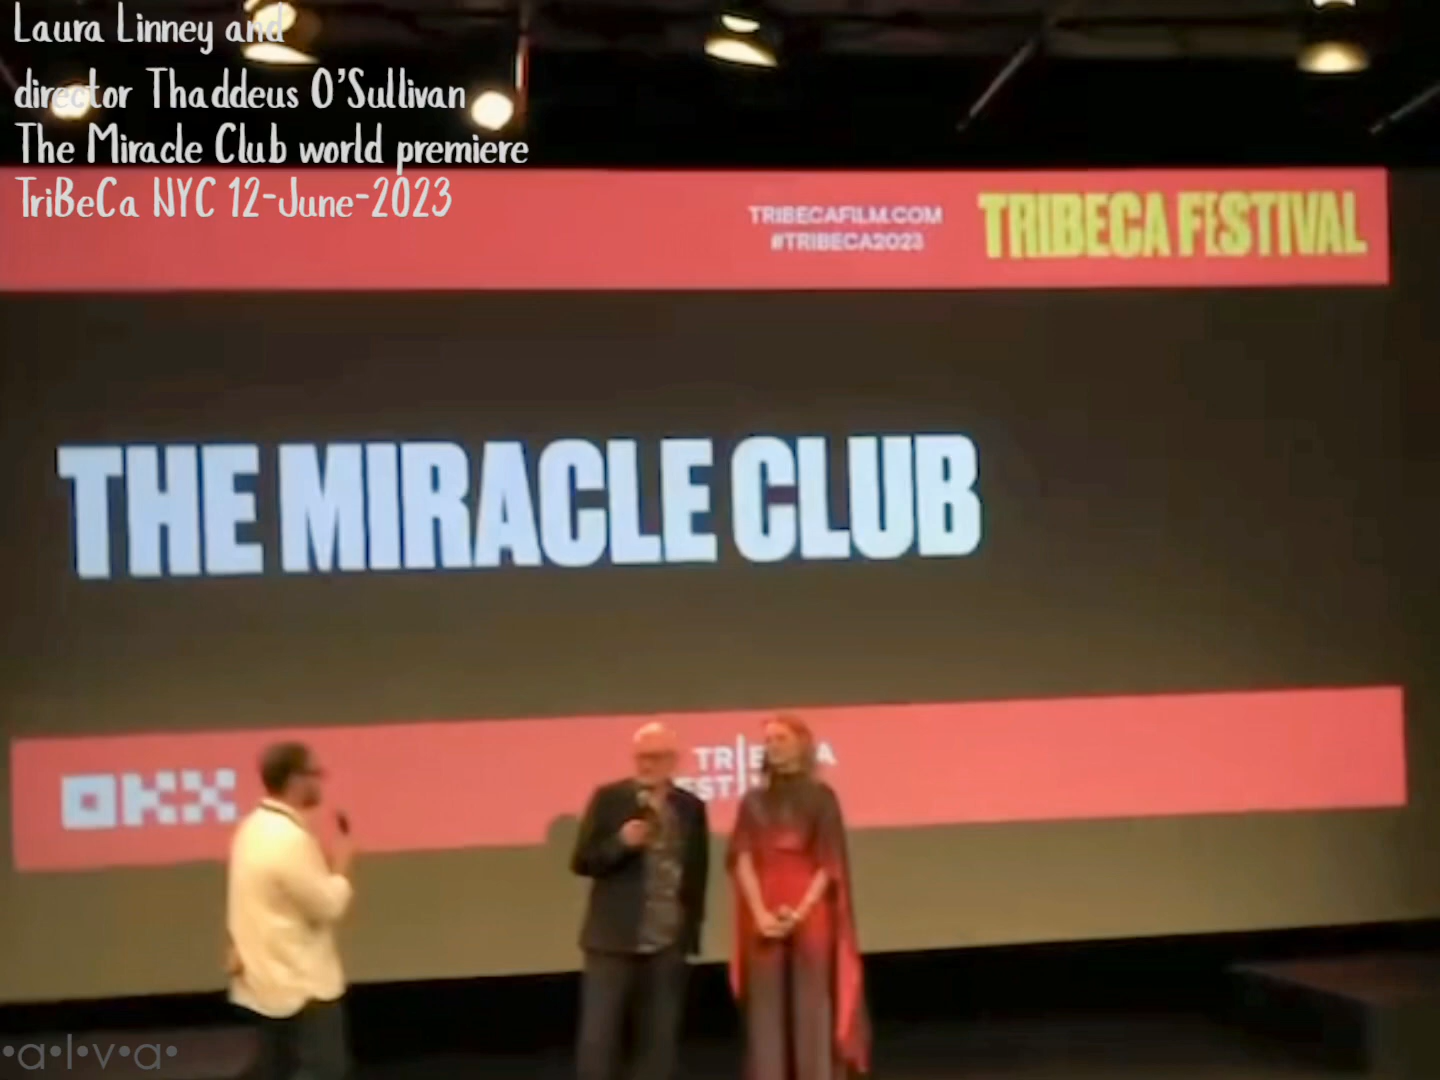 Laura Linney and
director Thaddeus O'Sullivan
The Miracle Club world premiere
TriBeCa NYC 12-June-2023
TRIBECAFILM.COM
#TRIBECA2023
TRIBECA FESTIVAL
THE MIRACLE CLUB
OKX
•a•l•v•a•